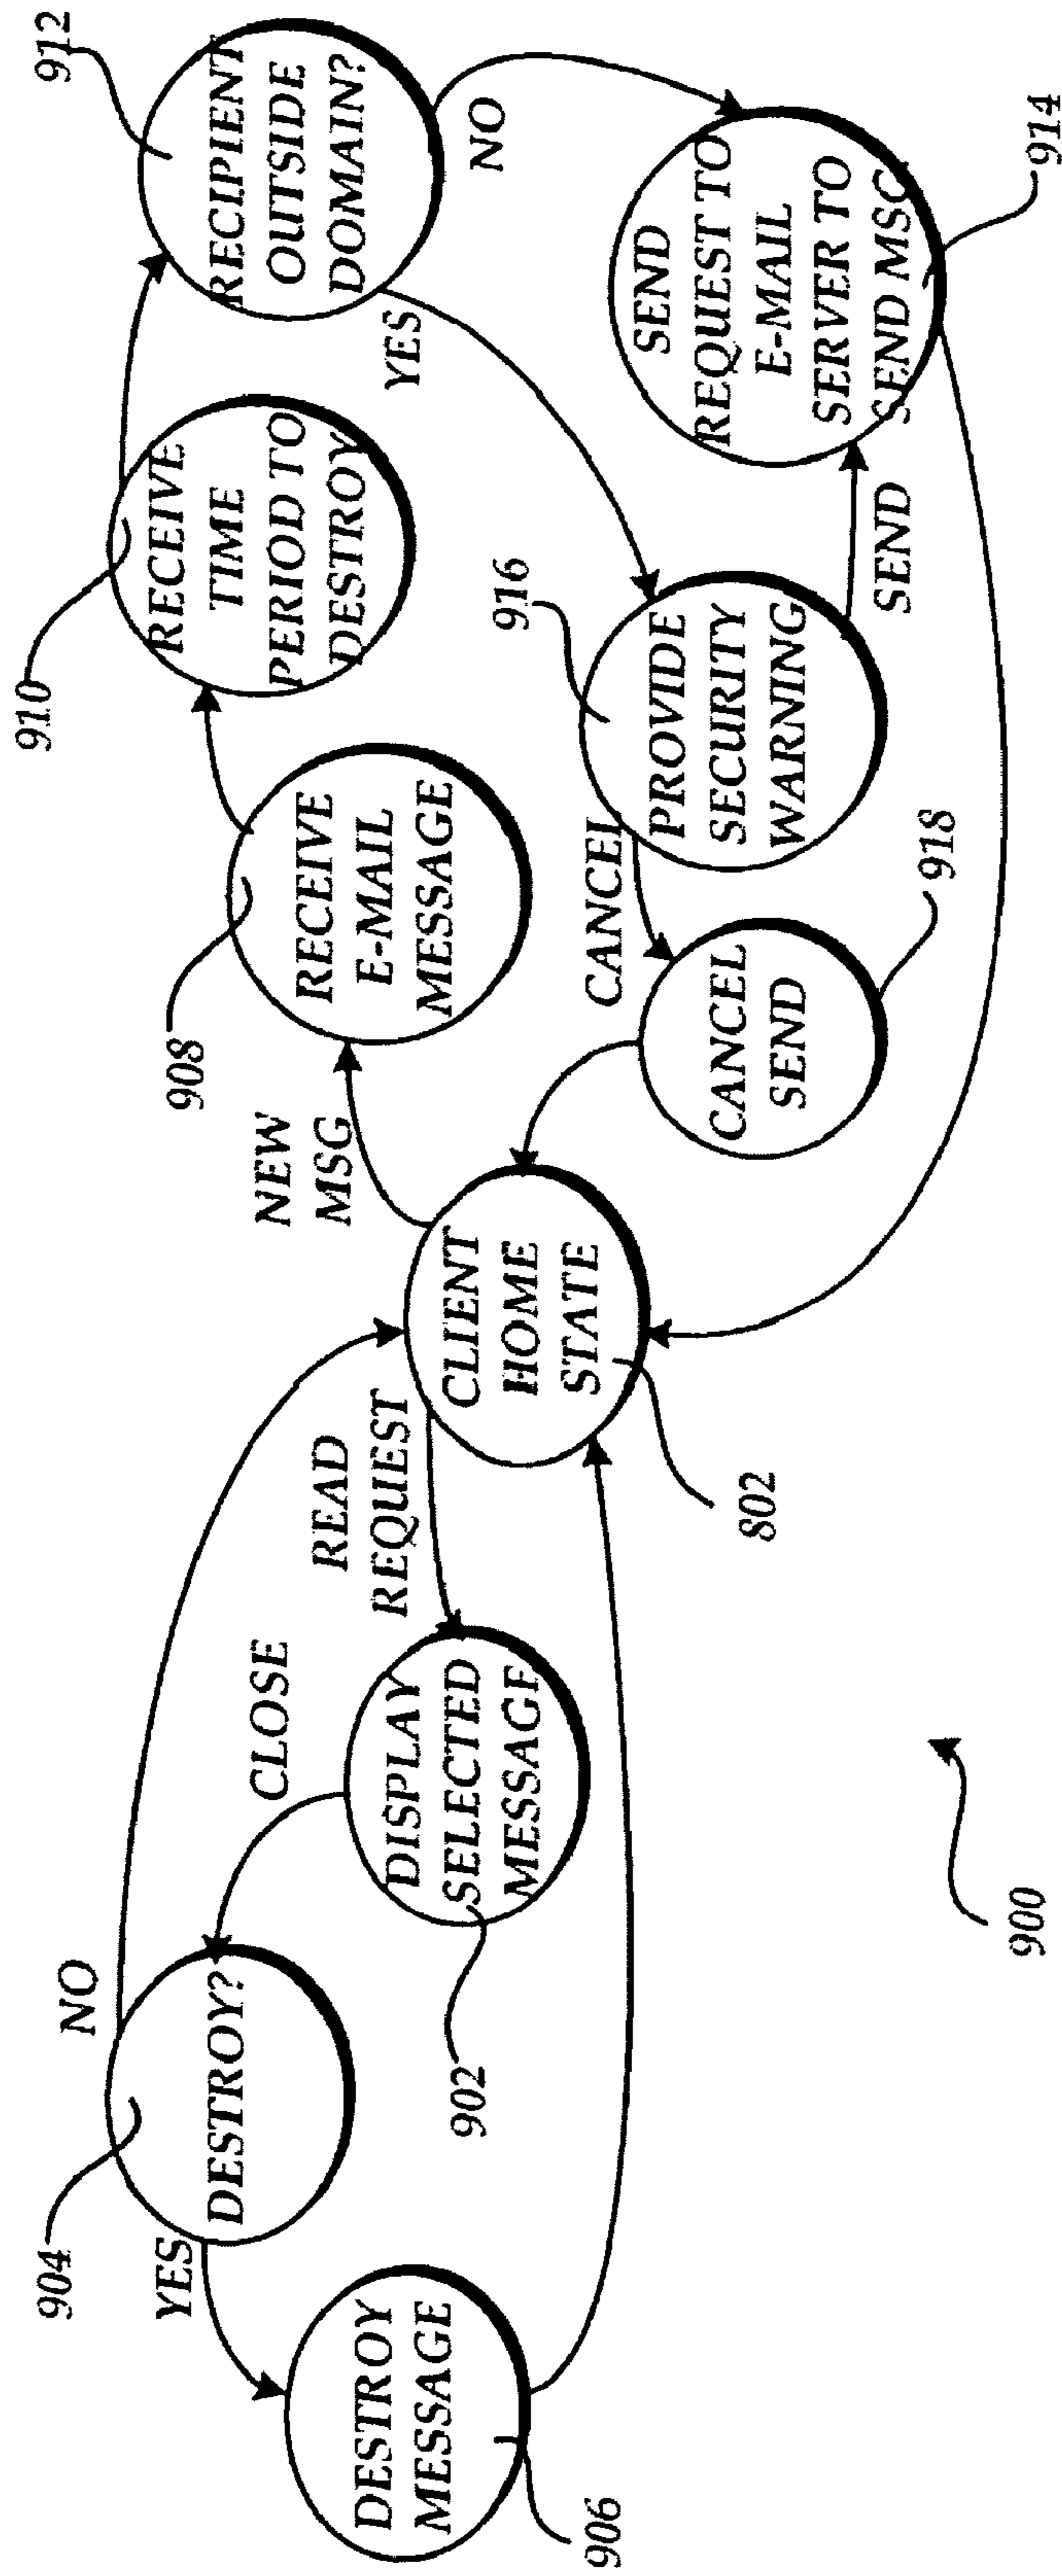 904
NO
YES
DESTROY?
CLOSE
DESTROY
MESSAGE
906
902
DISPLAY
SELECTED
MESSAGE
READ
REQUEST
CLIENT
HOME
STATE
802
NEW
MSG
908
RECEIVE
E-MAIL
MESSAGE
910
RECEIVE
TIME
PERIOD TO
DESTROY
912
RECIPIENT
OUTSIDE
DOMAIN?
YES
NO
916
PROVIDE
SECURITY
WARNING
CANCEL
CANCEL
SEND
918
SEND
SEND
REQUEST TO
E-MAIL
SERVER TO
SEND MSG
914
900